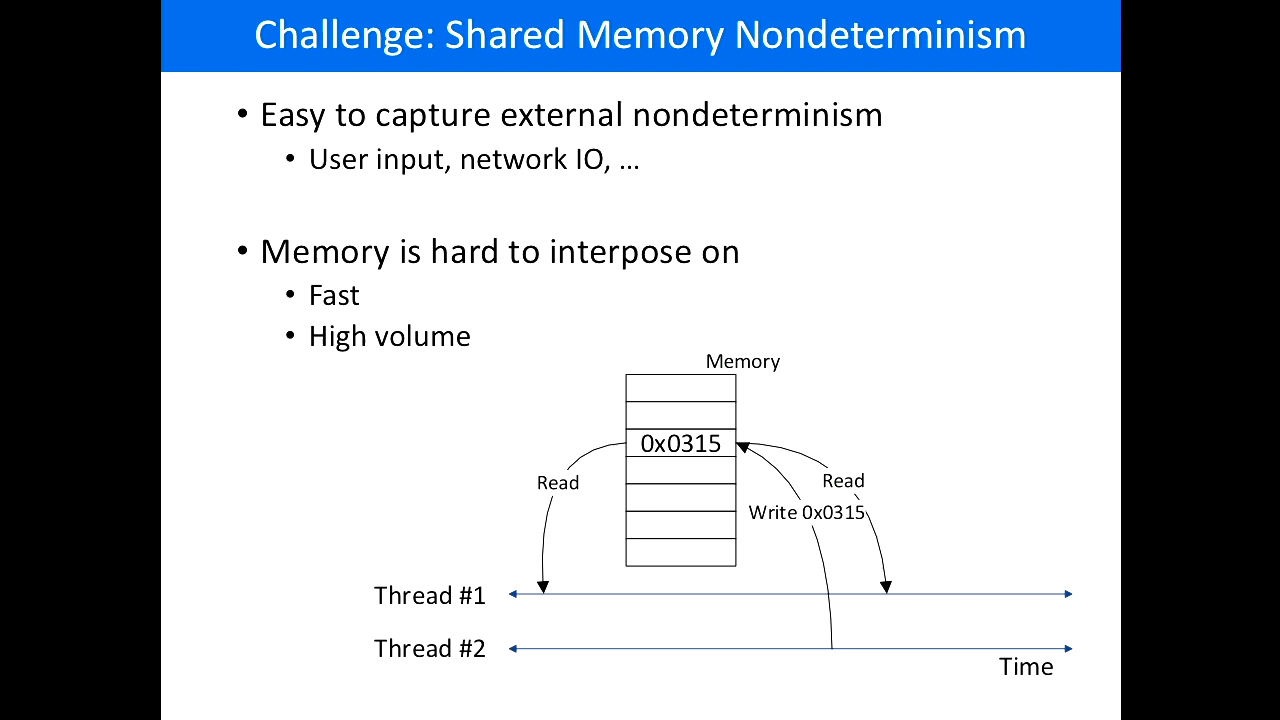 Challenge: Shared Memory Nondeterminism
• Easy to capture external nondeterminism
• User input, network IO, ...
• Memory is hard to interpose on
• Fast
• High volume
Memory
0x0315
Read
Read
Write 0x0315
Thread #1
Thread #2
Time